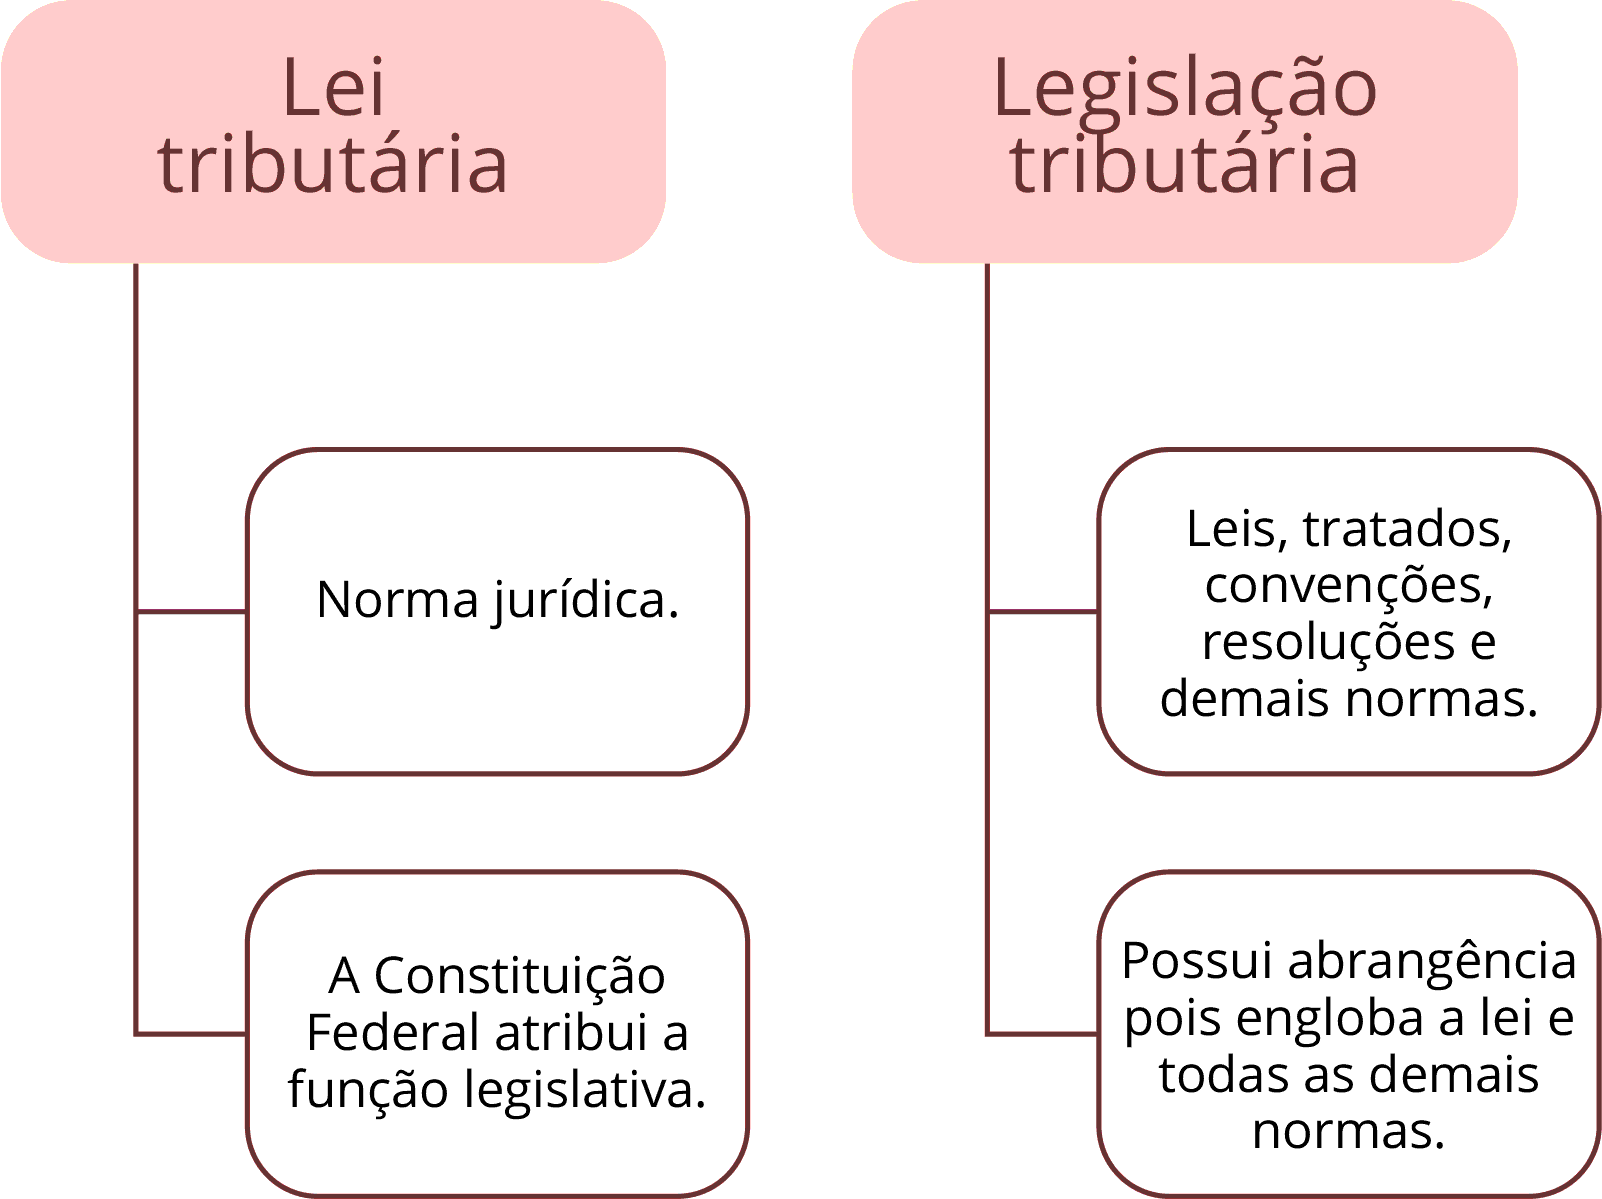 Lei
tributária
Norma jurídica.
A Constituição
Federal atribui a
função legislativa.
Legislação
tributária
Leis, tratados,
convenções,
resoluções e
demais normas.
Possui abrangência
pois engloba a lei e
todas as demais
normas.